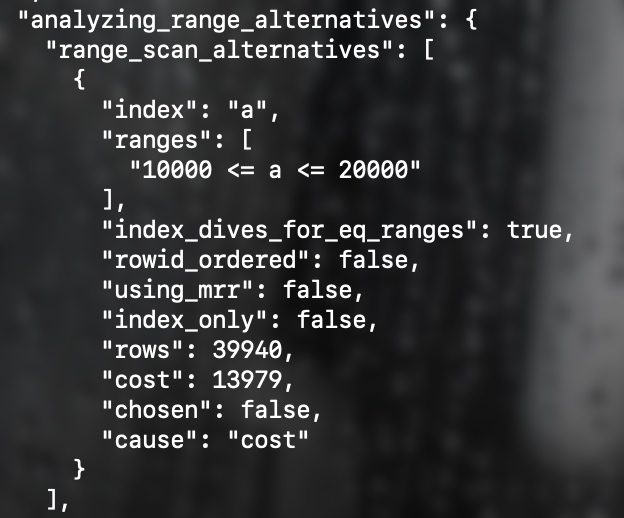 "analyzing_range_alternatives": {
"range_scan_alternatives": [
{
"index": "a",
"ranges": [
"10000 <= a <= 20000"
],
"index_dives_for_eq_ranges": true,
"rowid_ordered": false,
"using_mrr": false,
"index_only": false,
"rows": 39940,
"cost": 13979,
"chosen": false,
"cause": "cost"
}
],